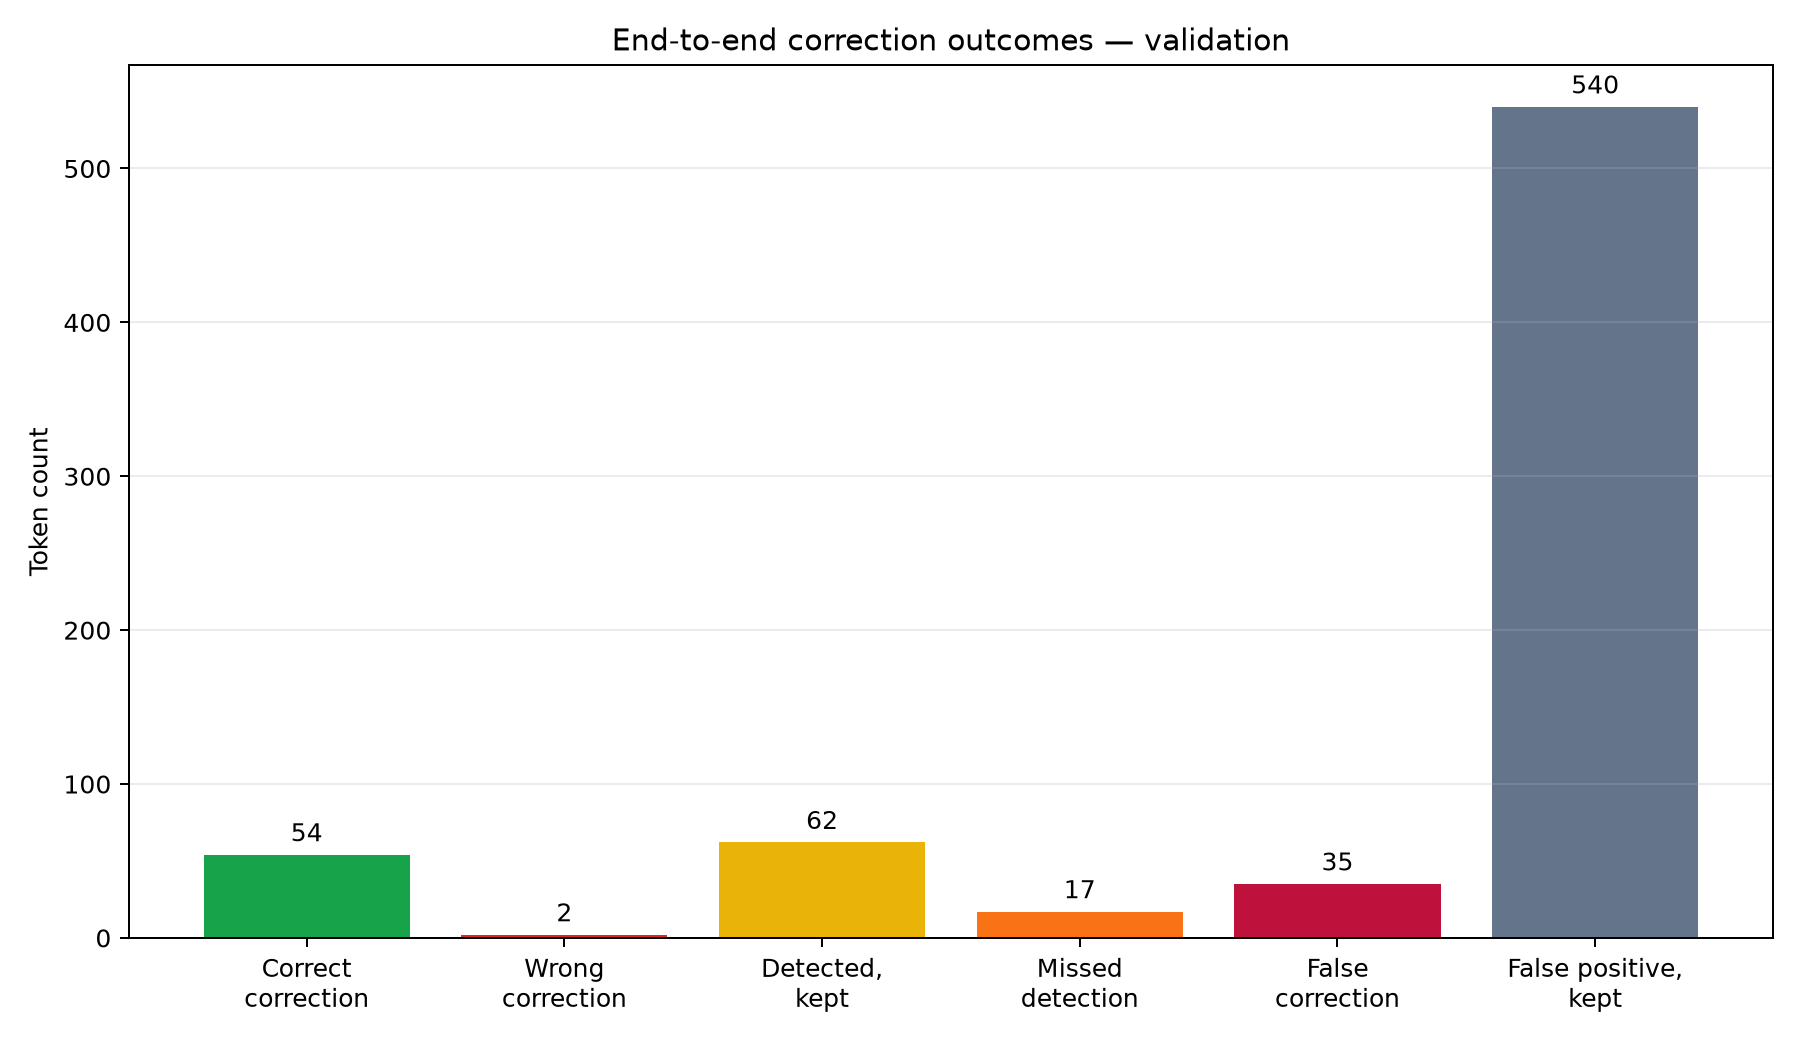 End-to-end correction outcomes — validation
540
500
400
300
200
100
0
Token count
54
2
62
17
35
Correct
correction
Wrong
correction
Detected,
kept
Missed
detection
False
correction
False positive,
kept